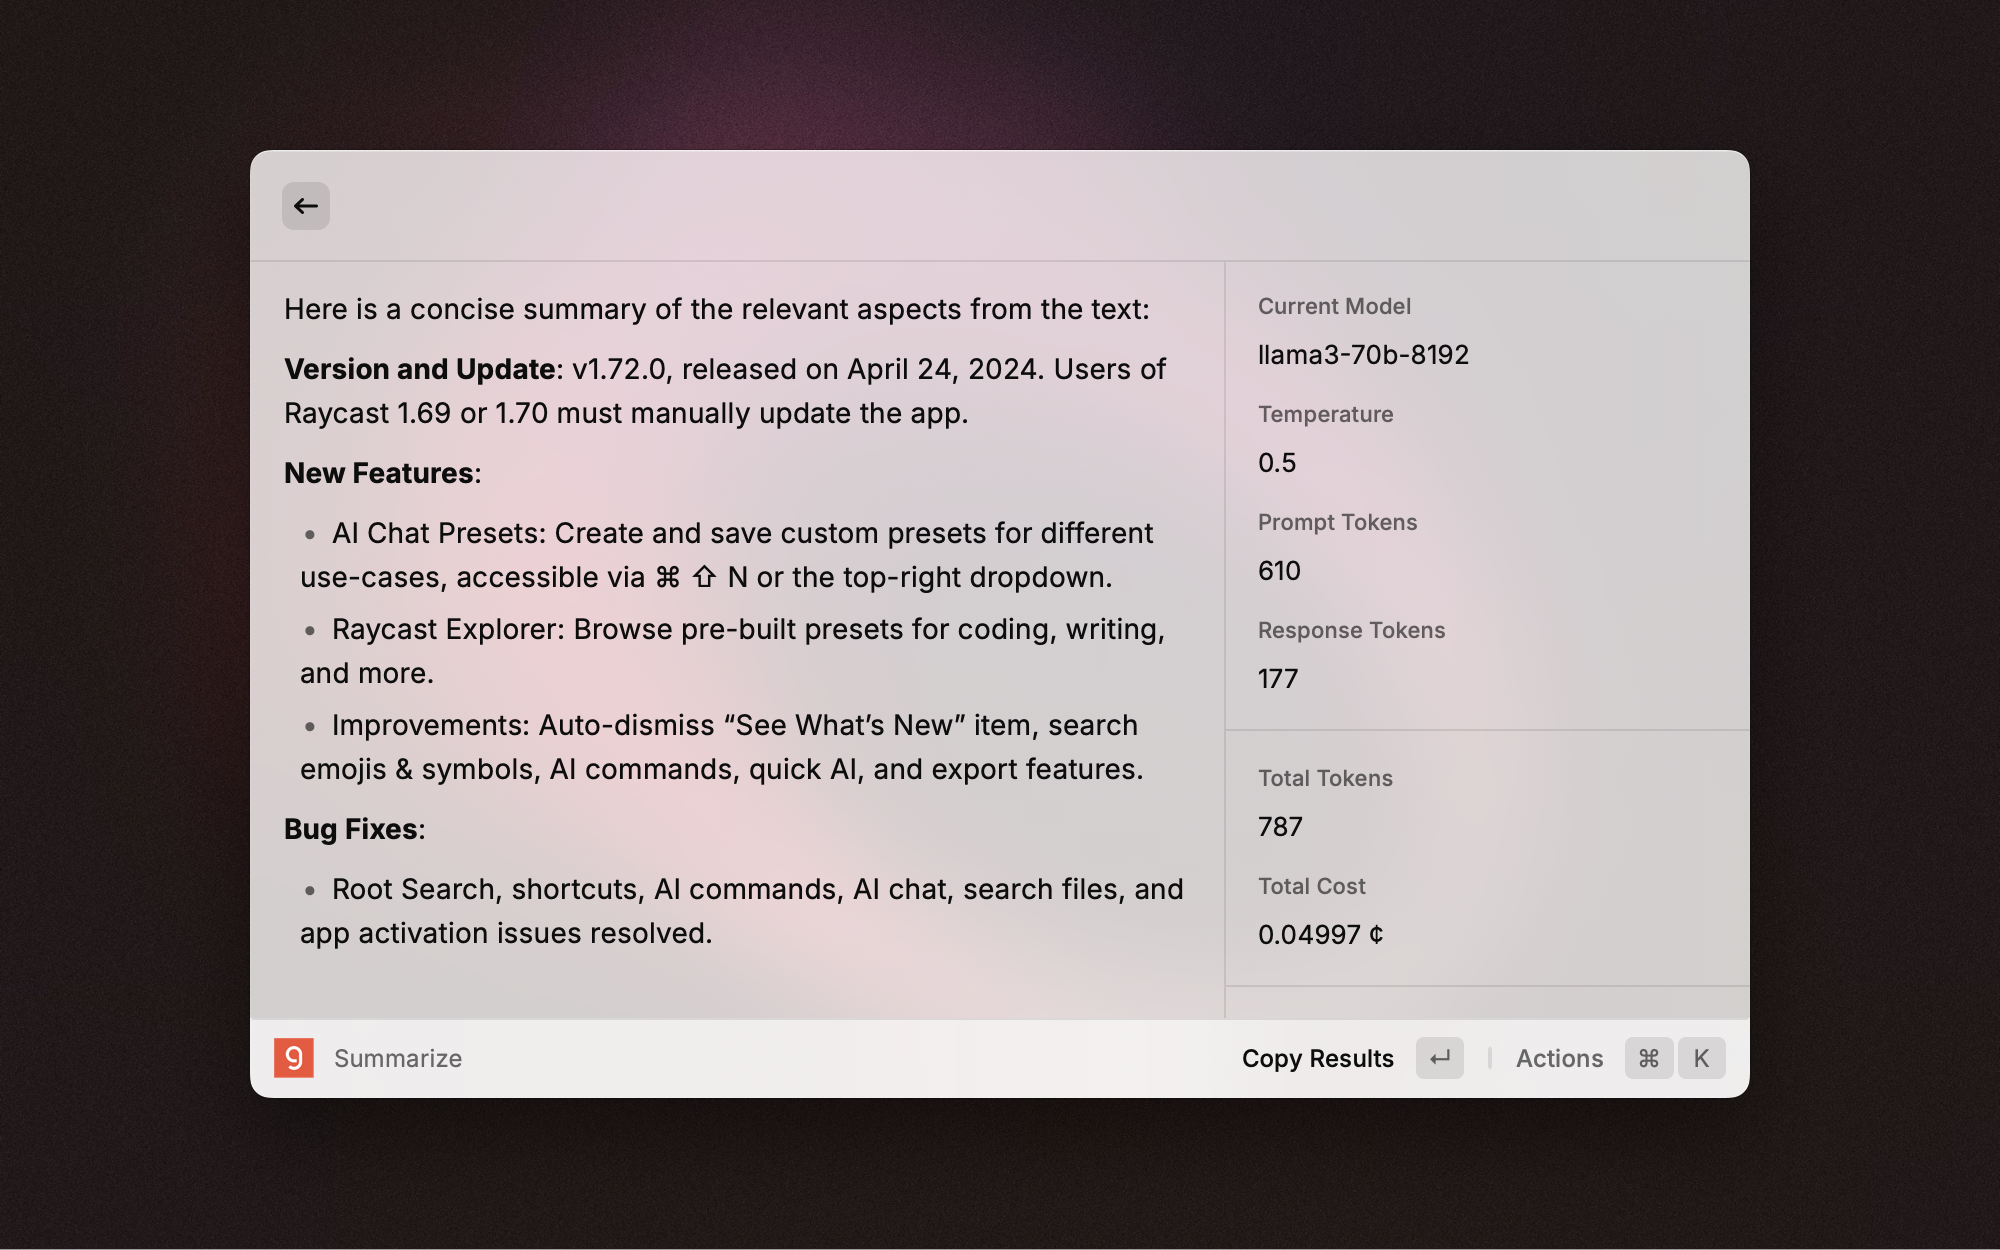 Here is a concise summary of the relevant aspects from the text:
Version and Update: v1.72.0, released on April 24, 2024. Users of
Raycast 1.69 or 1.70 must manually update the app.
New Features:
• AI Chat Presets: Create and save custom presets for different
use-cases, accessible via ⌘ ⇧ N or the top-right dropdown.
• Raycast Explorer: Browse pre-built presets for coding, writing,
and more.
• Improvements: Auto-dismiss “See What’s New” item, search
emojis & symbols, AI commands, quick AI, and export features.
Bug Fixes:
• Root Search, shortcuts, AI commands, AI chat, search files, and
app activation issues resolved.
Current Model
llama3-70b-8192
Temperature
0.5
Prompt Tokens
610
Response Tokens
177
Total Tokens
787
Total Cost
0.04997 ¢
g Summarize
Copy Results ↵ Actions ⌘ K